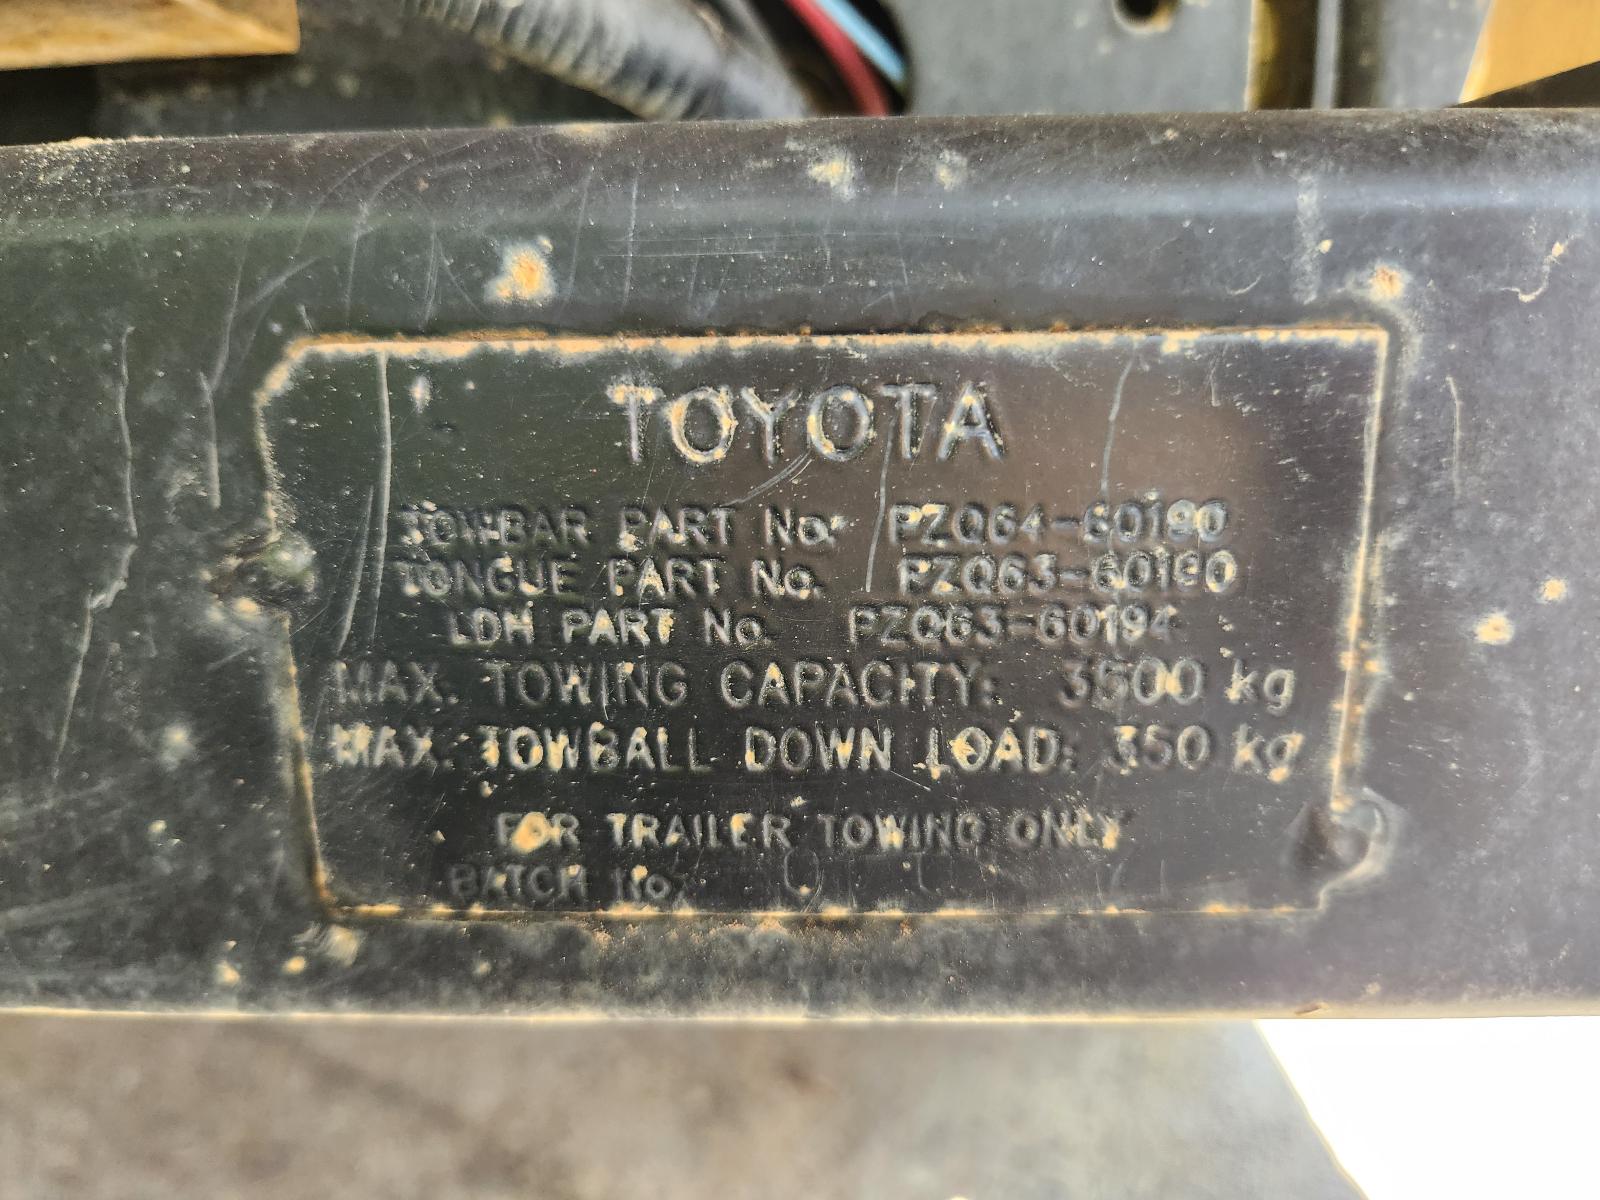 TOYOTA
TOWBAR PART No. PZQ64-60190
TONGUE PART No. PZQ63-60190
LDH PART No. PZQ63-60194
MAX. TOWING CAPACITY: 3500 kg
MAX. TOWBALL DOWN LOAD: 350 kg
FOR TRAILER TOWING ONLY
BATCH No.